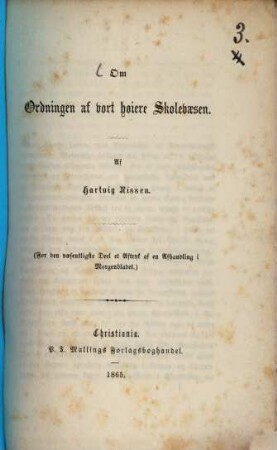 3.
4.
Om
Ordningen af vort høiere Skolevæsen.
Af
Hartvig Nissen.
(For den væsentligste Deel et Aftryk af en Afhandling i
Morgenbladet.)
Christiania.
P. T. Mallings Forlagsboghandel.
1865.